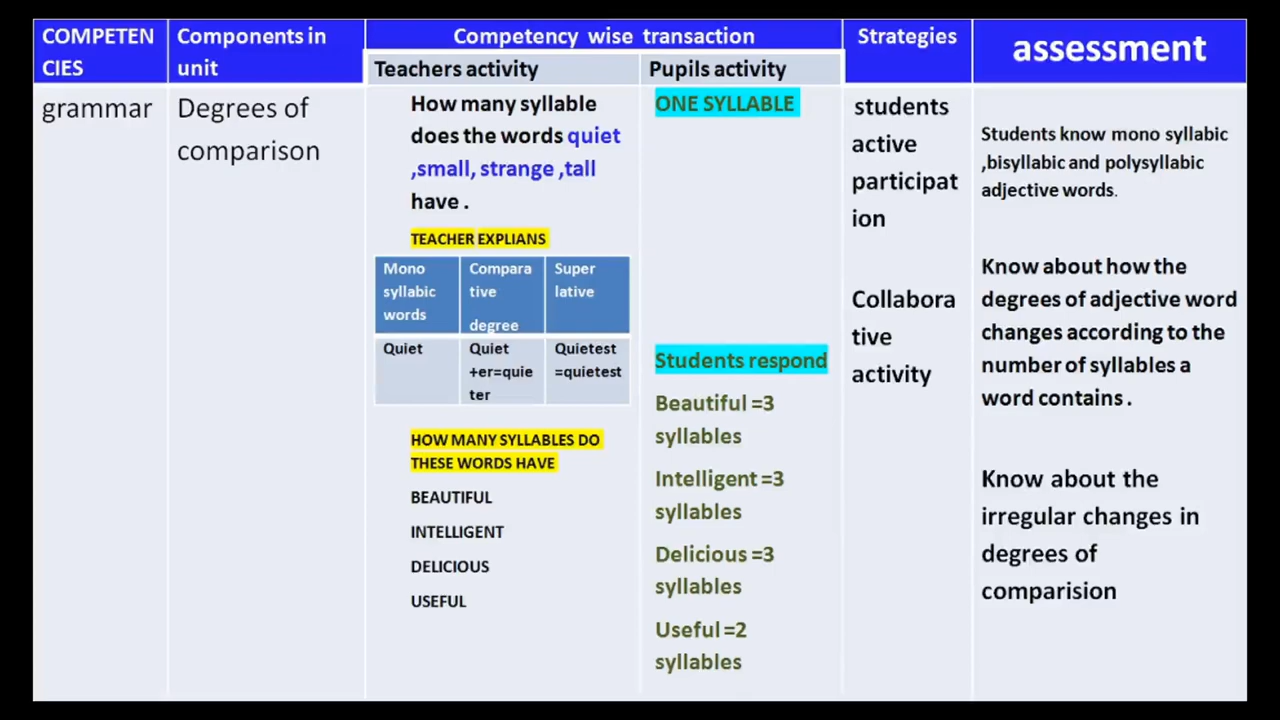 COMPETEN
CIES
Components in
unit
Competency wise transaction
Teachers activity
Pupils activity
Strategies
assessment
grammar
Degrees of
comparison
How many syllable
does the words quiet
,small, strange ,tall
have .
TEACHER EXPLIANS
Mono
syllabic
words
Compara
tive
degree
Super
lative
Quiet
Quiet
+er=quie
ter
Quietest
=quietest
HOW MANY SYLLABLES DO
THESE WORDS HAVE
BEAUTIFUL
INTELLIGENT
DELICIOUS
USEFUL
ONE SYLLABLE
Students respond
Beautiful =3
syllables
Intelligent =3
syllables
Delicious =3
syllables
Useful =2
syllables
students
active
participat
ion
Collabora
tive
activity
Students know mono syllabic
,bisyllabic and polysyllabic
adjective words.
Know about how the
degrees of adjective word
changes according to the
number of syllables a
word contains .
Know about the
irregular changes in
degrees of
comparision